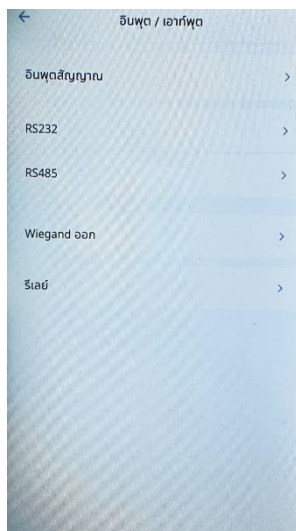 อินพุต / เอาท์พุต
อินพุตสัญญาณ
RS232
RS485
Wiegand ออก
รีเลย์